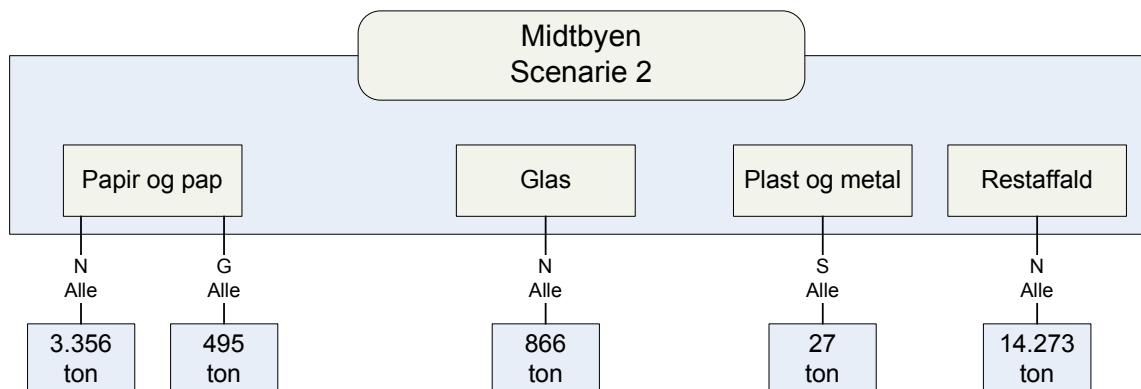 Midtbyen
Scenarie 2
Papir og pap
Glas
Plast og metal
Restaffald
N
Alle
G
Alle
N
Alle
S
Alle
N
Alle
3.356
ton
495
ton
866
ton
27
ton
14.273
ton